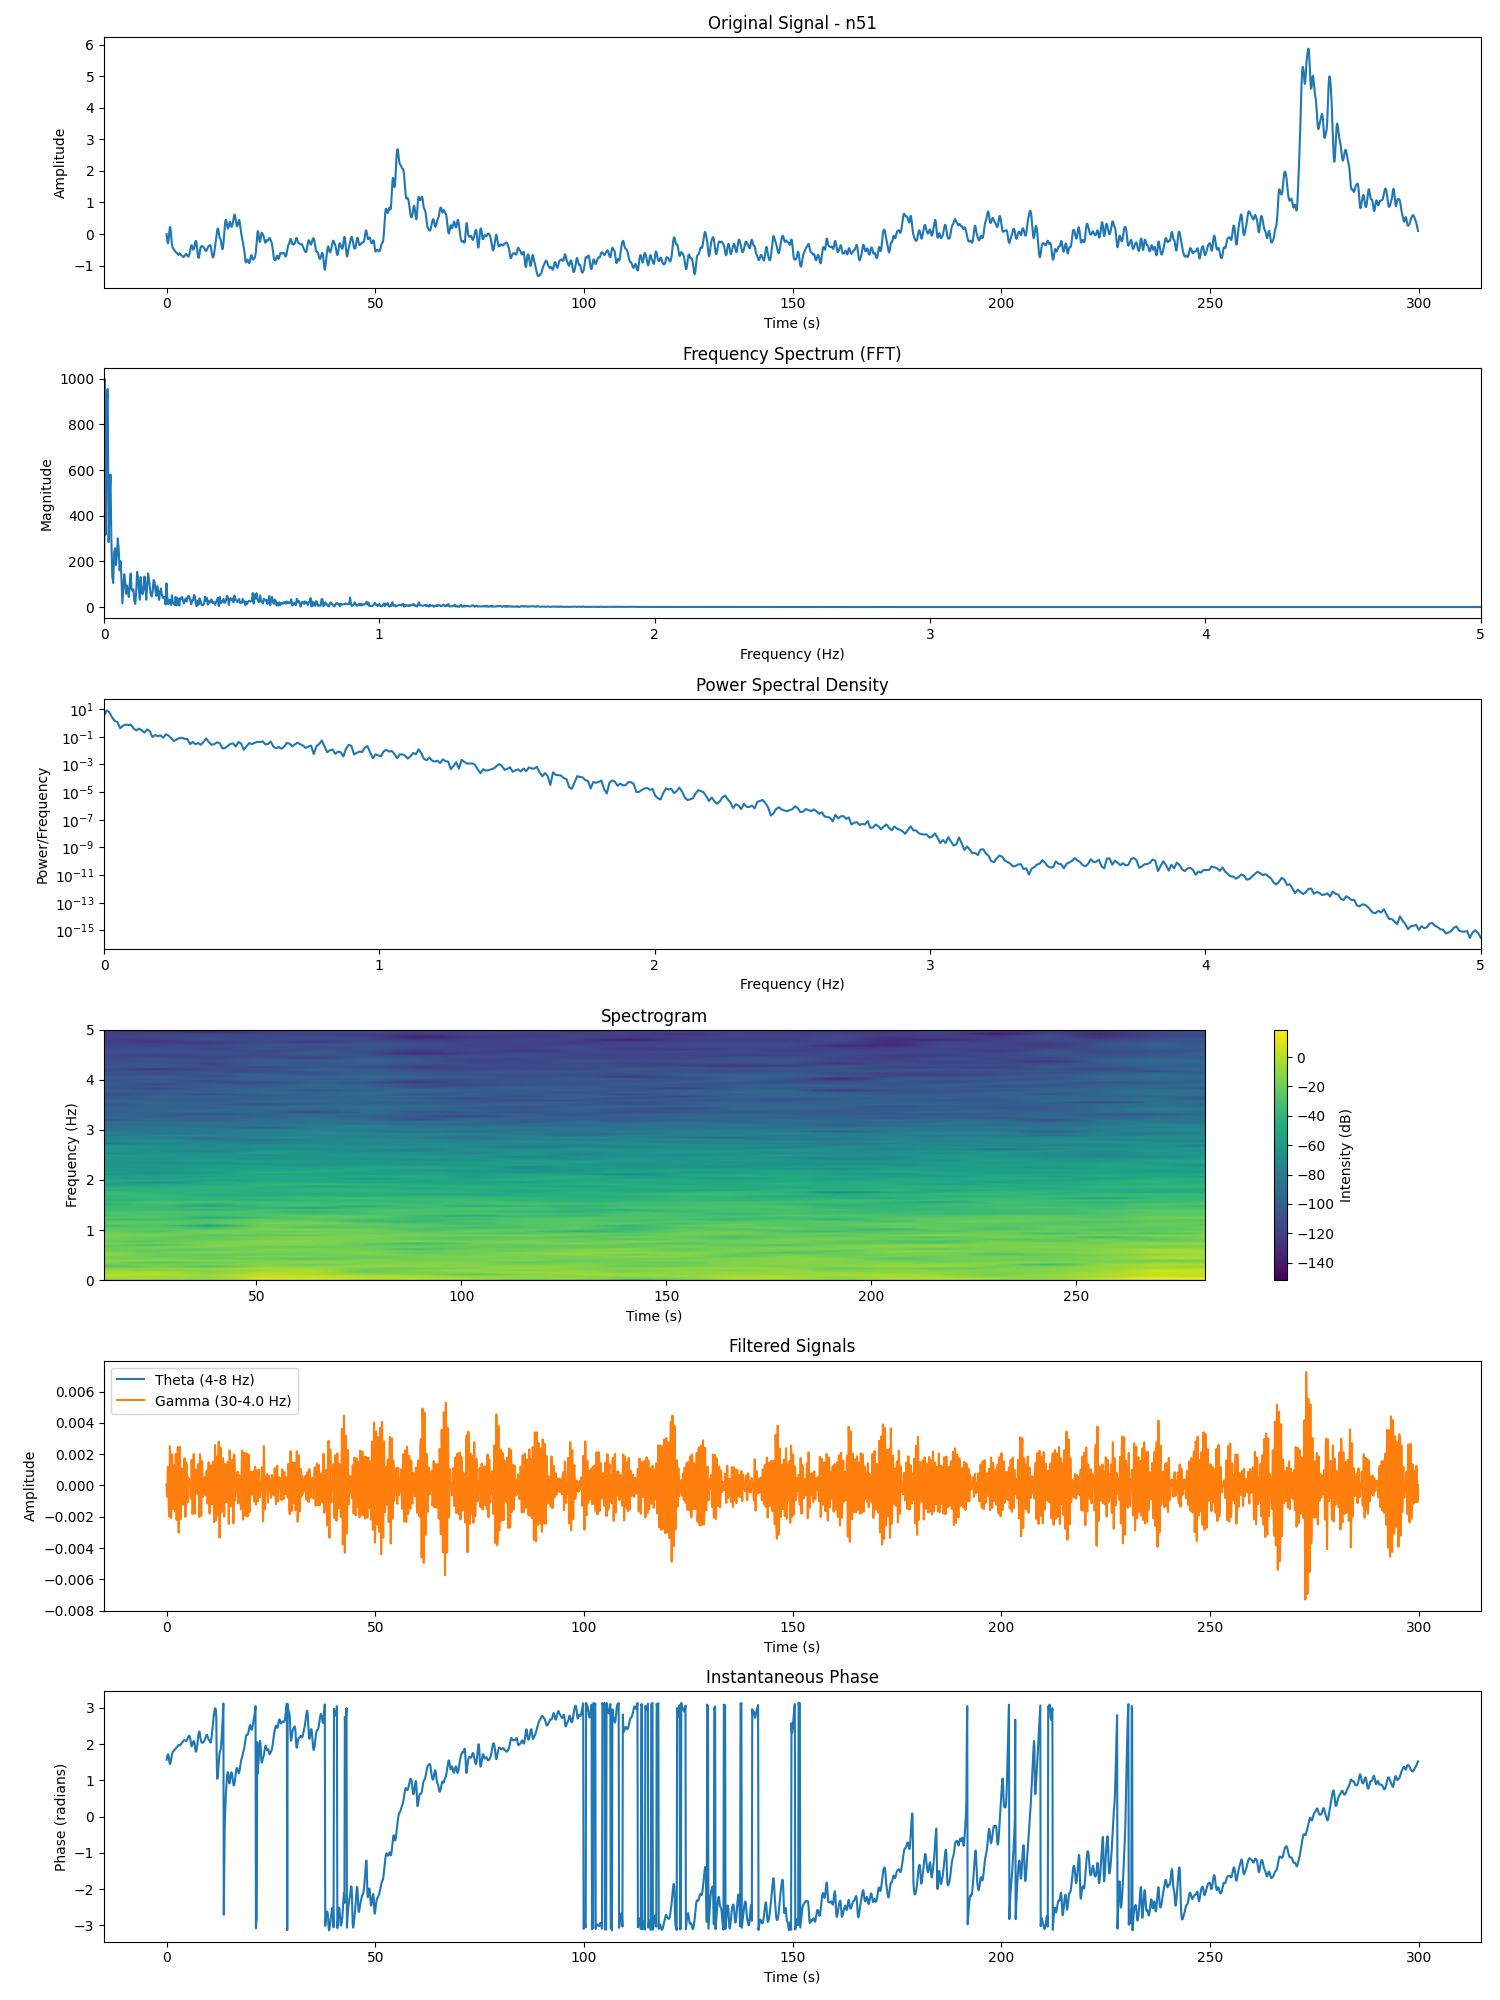 Original Signal - n51
6
5
4
3
2
1
0
−1
Amplitude
0 50 100 150 200 250 300
Time (s)
Frequency Spectrum (FFT)
1000
800
600
400
200
0
Magnitude
0 1 2 3 4 5
Frequency (Hz)
Power Spectral Density
10¹
10⁻¹
10⁻³
10⁻⁵
10⁻⁷
10⁻⁹
10⁻¹¹
10⁻¹³
10⁻¹⁵
Power/Frequency
0 1 2 3 4 5
Frequency (Hz)
Spectrogram
5
4
3
2
1
0
Frequency (Hz)
50 100 150 200 250
Time (s)
0
−20
−40
−60
−80
−100
−120
−140
Intensity (dB)
Filtered Signals
Theta (4-8 Hz)
Gamma (30-4.0 Hz)
0.006
0.004
0.002
0.000
−0.002
−0.004
−0.006
−0.008
Amplitude
0 50 100 150 200 250 300
Time (s)
Instantaneous Phase
3
2
1
0
−1
−2
−3
Phase (radians)
0 50 100 150 200 250 300
Time (s)